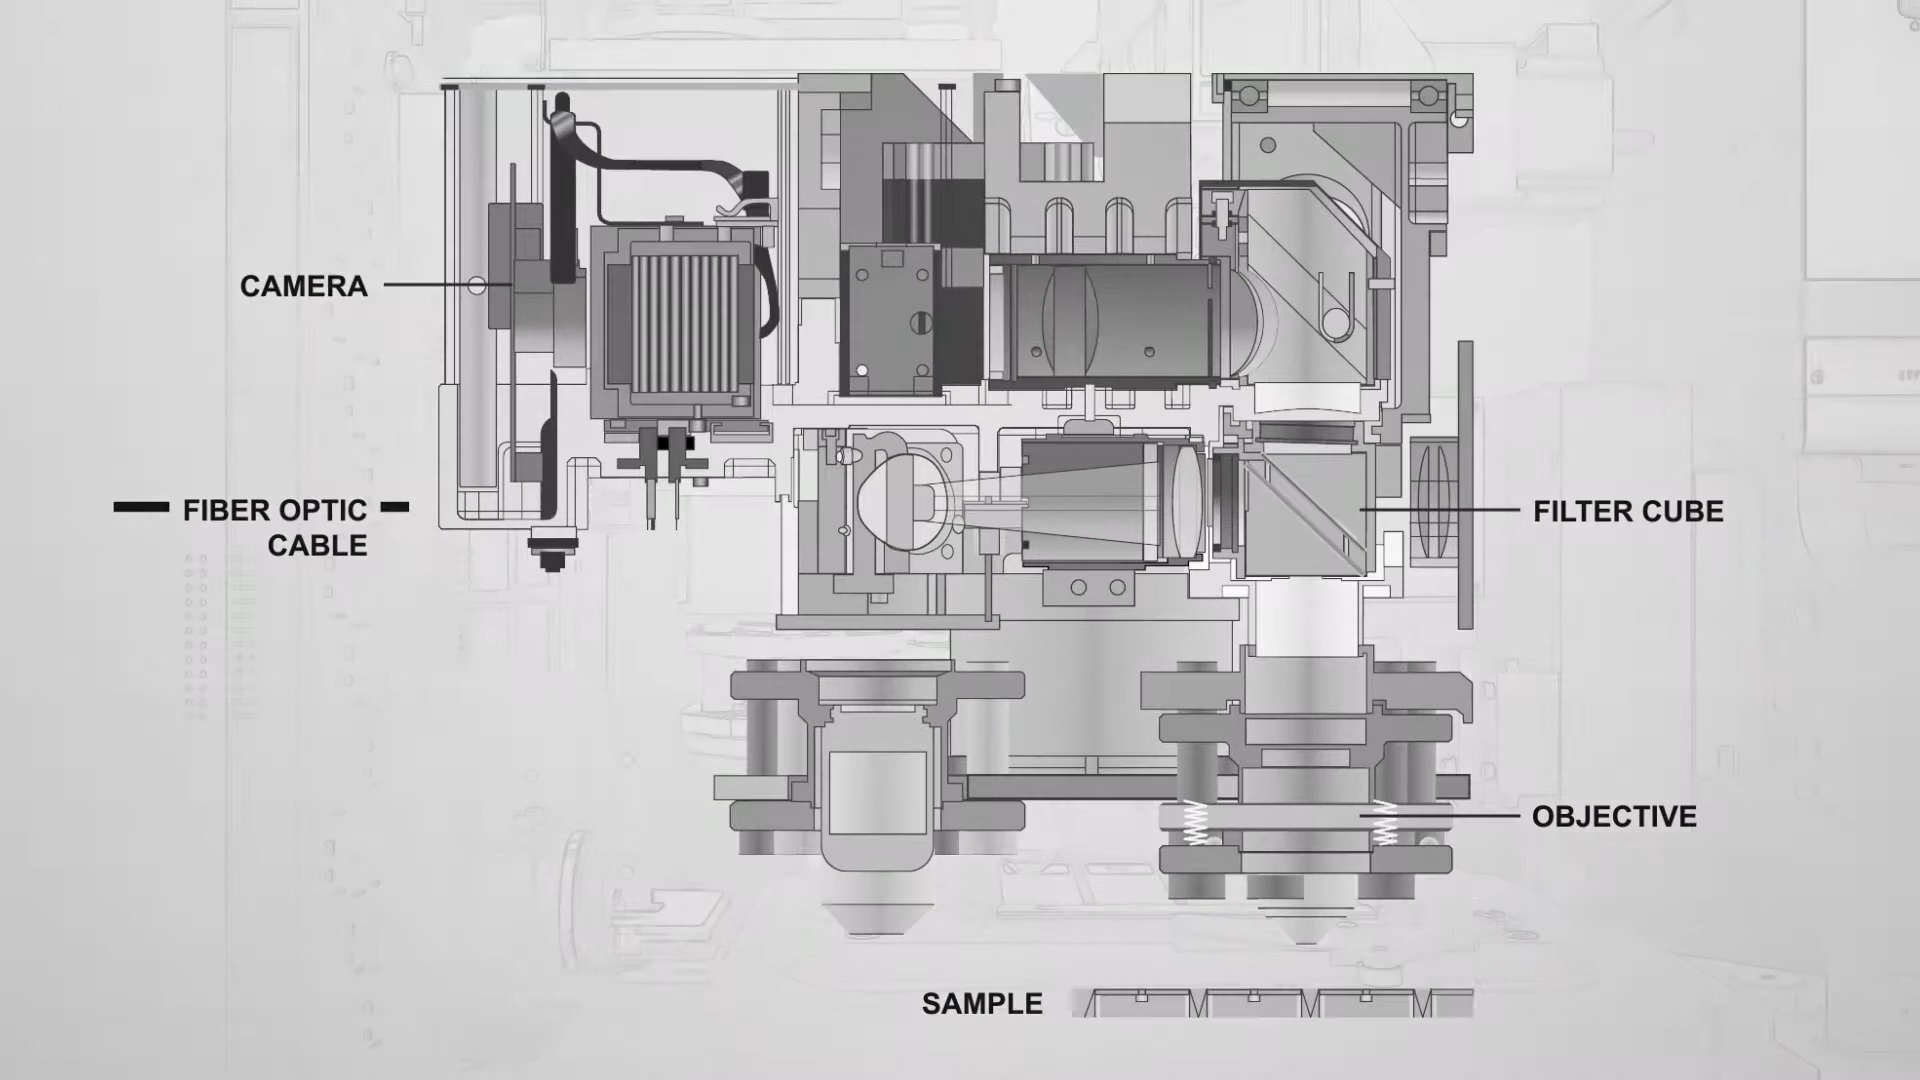 CAMERA
FIBER OPTIC
CABLE
FILTER CUBE
OBJECTIVE
SAMPLE